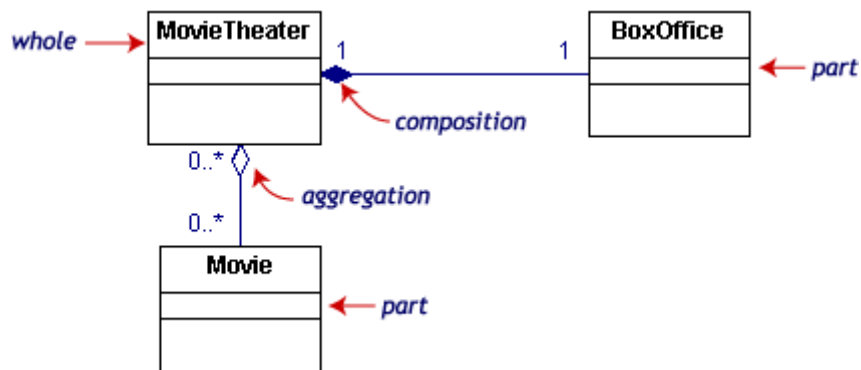 whole
MovieTheater
1
1
BoxOffice
part
composition
0..*
aggregation
0..*
Movie
part